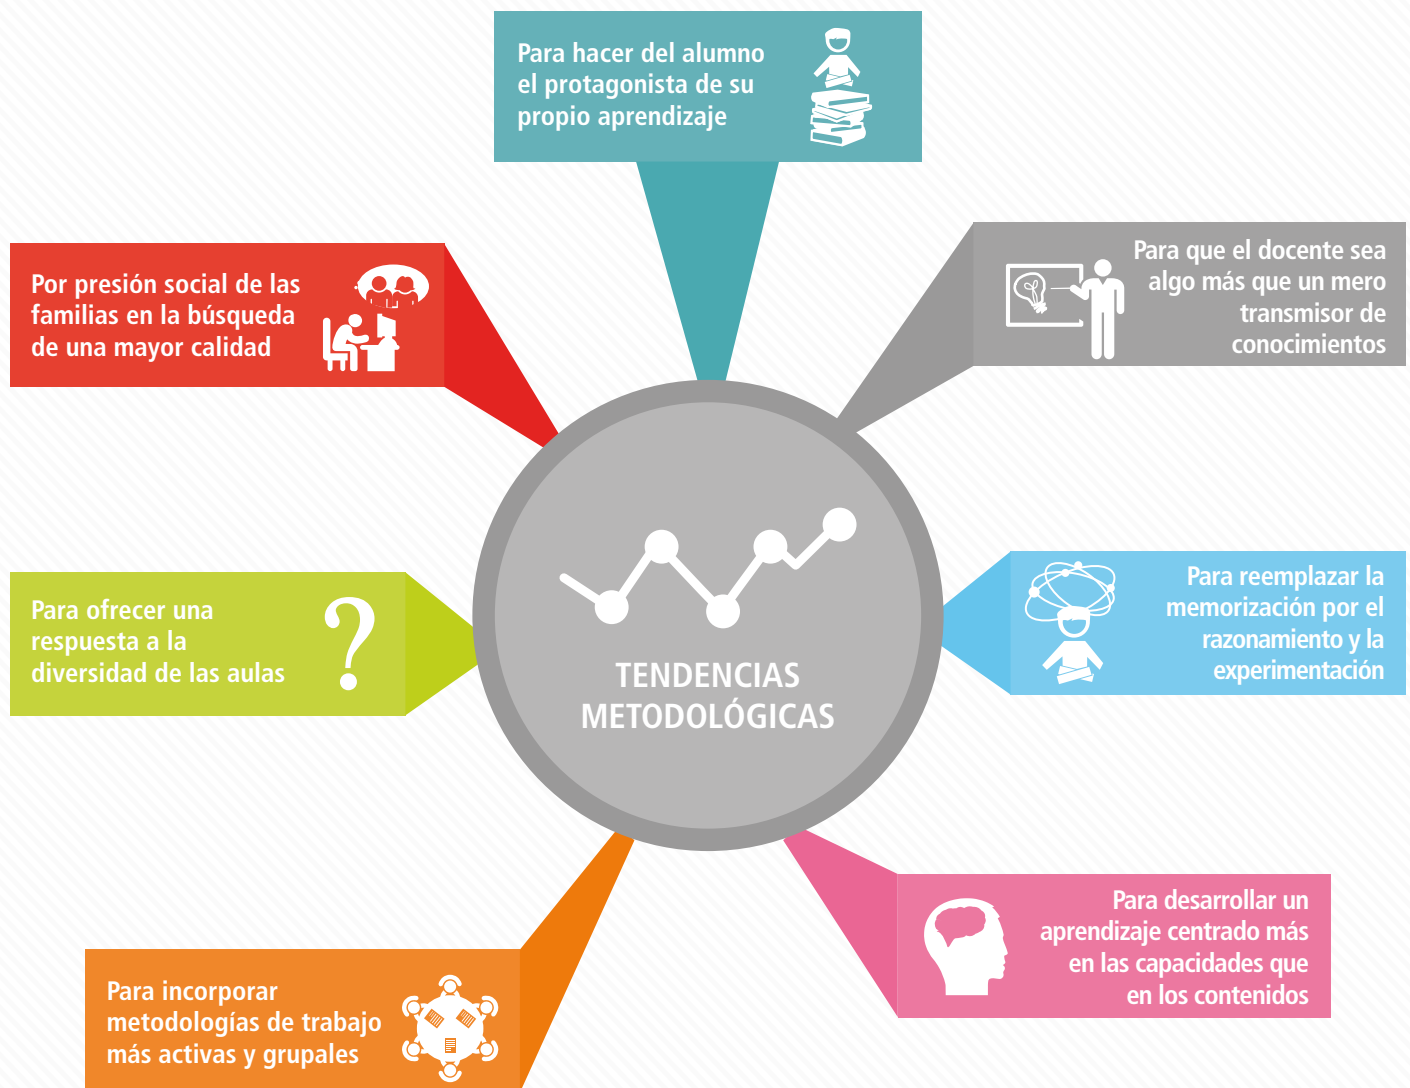 Para hacer del alumno
el protagonista de su
propio aprendizaje
Para que el docente sea
algo más que un mero
transmisor de
conocimientos
Por presión social de las
familias en la búsqueda
de una mayor calidad
Para reemplazar la
memorización por el
razonamiento y la
experimentación
Para ofrecer una
respuesta a la
diversidad de las aulas
TENDENCIAS
METODOLÓGICAS
Para desarrollar un
aprendizaje centrado más
en las capacidades que
en los contenidos
Para incorporar
metodologías de trabajo
más activas y grupales